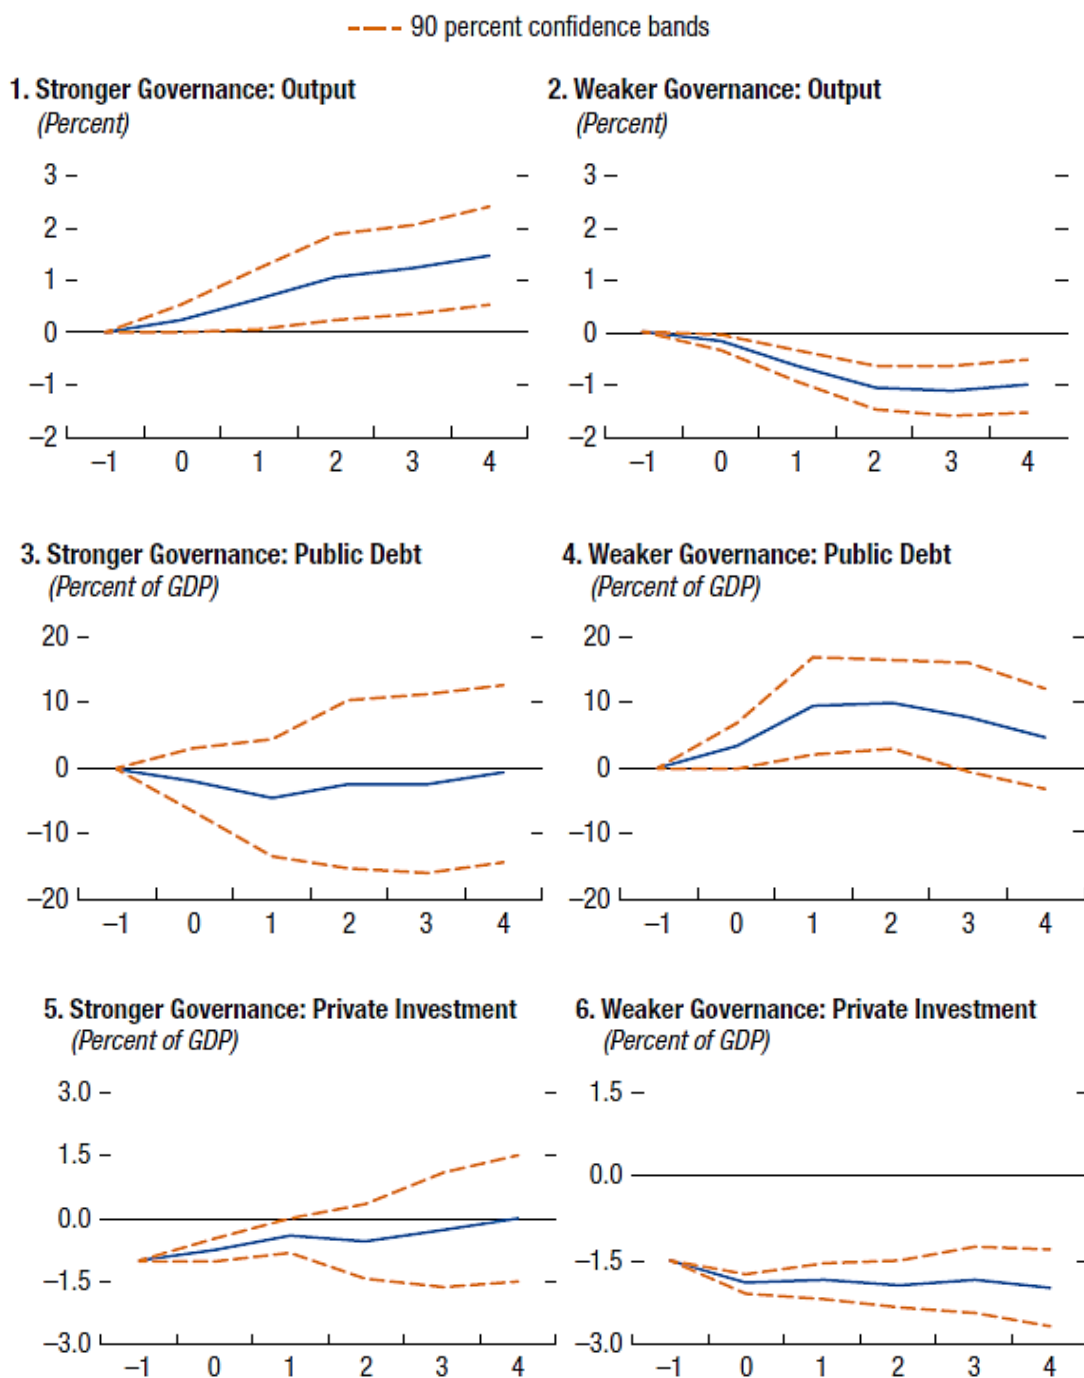 90 percent confidence bands
1. Stronger Governance: Output
(Percent)
3
2
1
0
–1
–2
–1 0 1 2 3 4
2. Weaker Governance: Output
(Percent)
3
2
1
0
–1
–2
–1 0 1 2 3 4
3. Stronger Governance: Public Debt
(Percent of GDP)
20
10
0
–10
–20
–1 0 1 2 3 4
4. Weaker Governance: Public Debt
(Percent of GDP)
20
10
0
–10
–20
–1 0 1 2 3 4
5. Stronger Governance: Private Investment
(Percent of GDP)
3.0
1.5
0.0
–1.5
–3.0
–1 0 1 2 3 4
6. Weaker Governance: Private Investment
(Percent of GDP)
1.5
0.0
–1.5
–3.0
–1 0 1 2 3 4